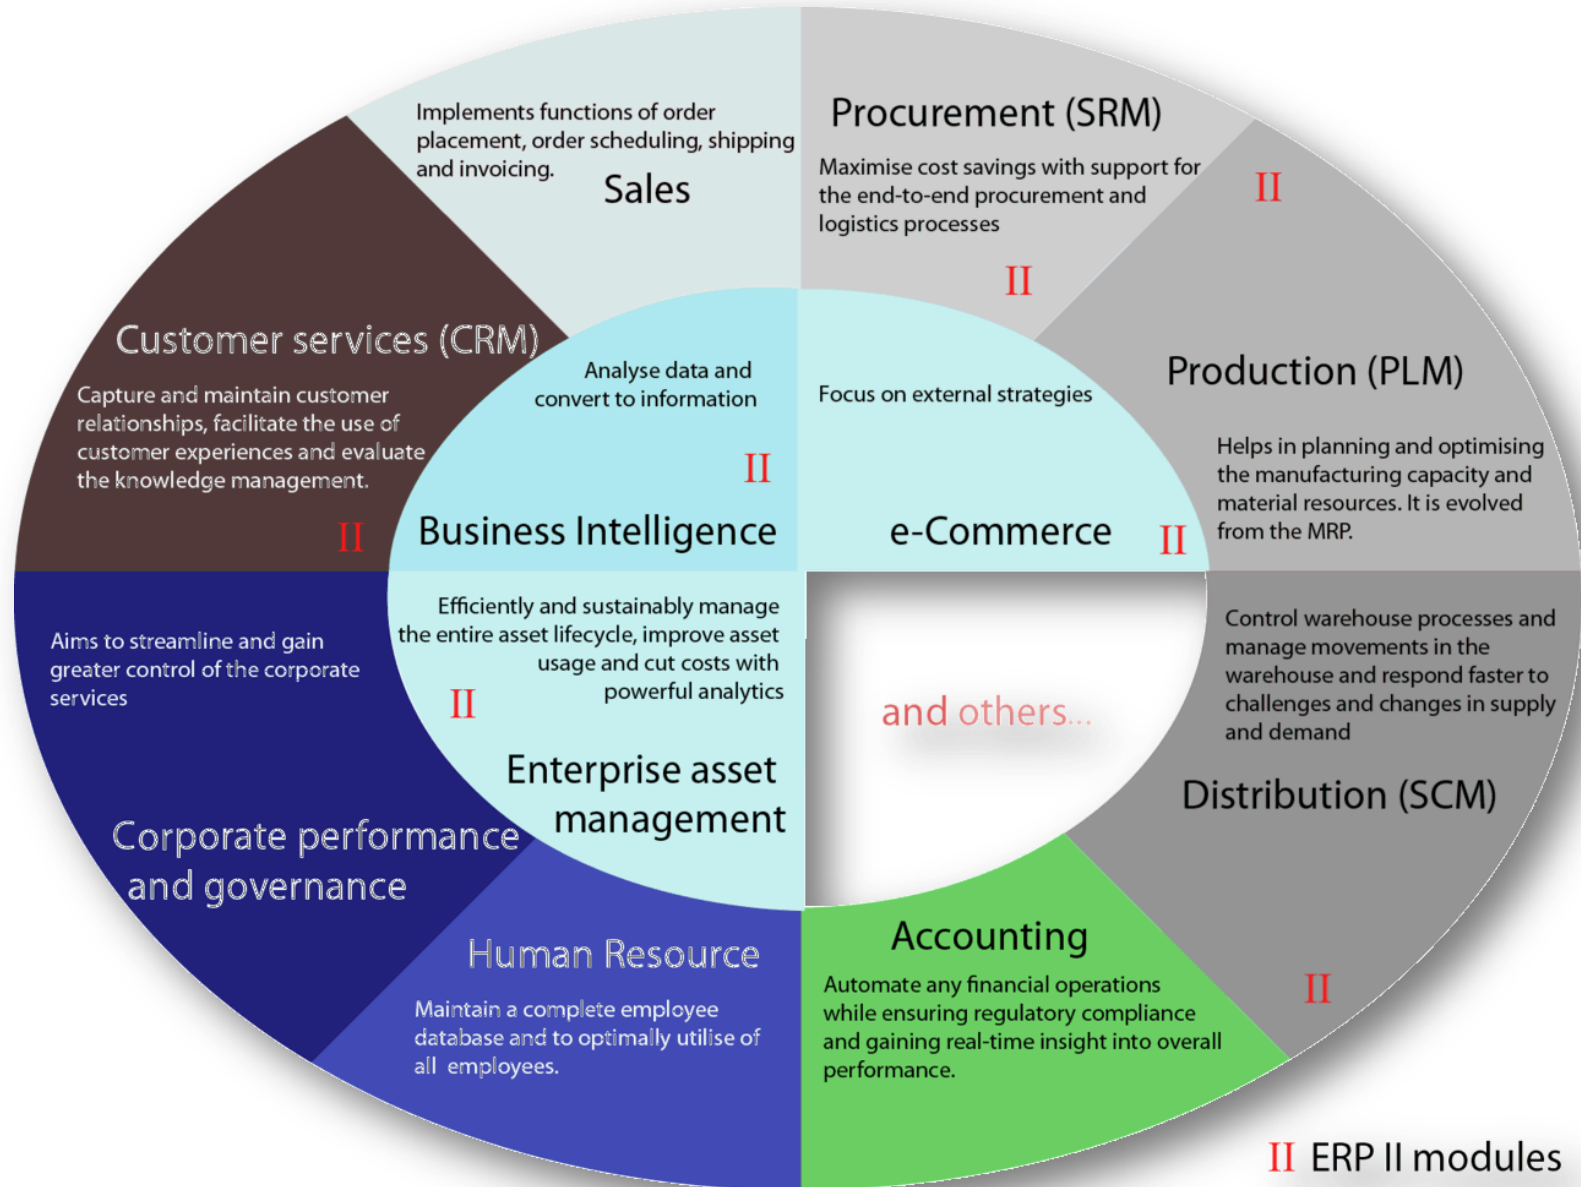 Implements functions of order
placement, order scheduling, shipping
and invoicing.
Sales
Procurement (SRM)
Maximise cost savings with support for
the end-to-end procurement and
logistics processes
II
II
Production (PLM)
Helps in planning and optimising
the manufacturing capacity and
material resources. It is evolved
from the MRP.
Customer services (CRM)
Capture and maintain customer
relationships, facilitate the use of
customer experiences and evaluate
the knowledge management.
II
Analyse data and
convert to information
II
Business Intelligence
Focus on external strategies
e-Commerce
II
Efficiently and sustainably manage
the entire asset lifecycle, improve asset
usage and cut costs with
powerful analytics
II
Enterprise asset
management
and others...
Control warehouse processes and
manage movements in the
warehouse and respond faster to
challenges and changes in supply
and demand
Distribution (SCM)
II
Aims to streamline and gain
greater control of the corporate
services
Corporate performance
and governance
Human Resource
Maintain a complete employee
database and to optimally utilise of
all employees.
Accounting
Automate any financial operations
while ensuring regulatory compliance
and gaining real-time insight into overall
performance.
II ERP II modules